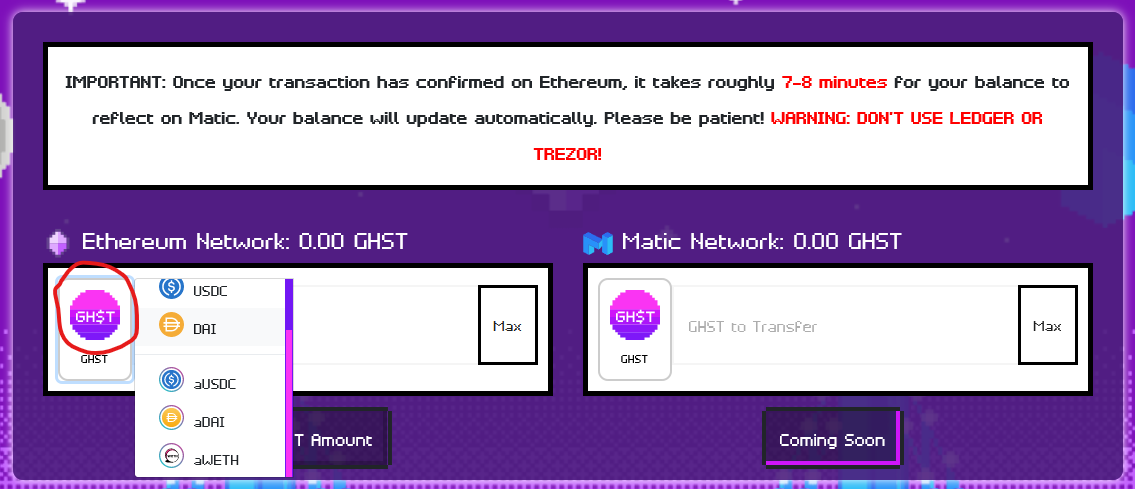 IMPORTANT: Once your transaction has confirmed on Ethereum, it takes roughly 7-8 minutes for your balance to
reflect on Matic. Your balance will update automatically. Please be patient! WARNING: DON'T USE LEDGER OR
TREZOR!
Ethereum Network: 0.00 GHST
GH$T
GHST
USDC
DAI
aUSDC
aDAI
aWETH
Max
T Amount
Matic Network: 0.00 GHST
GH$T
GHST
GHST to Transfer
Max
Coming Soon